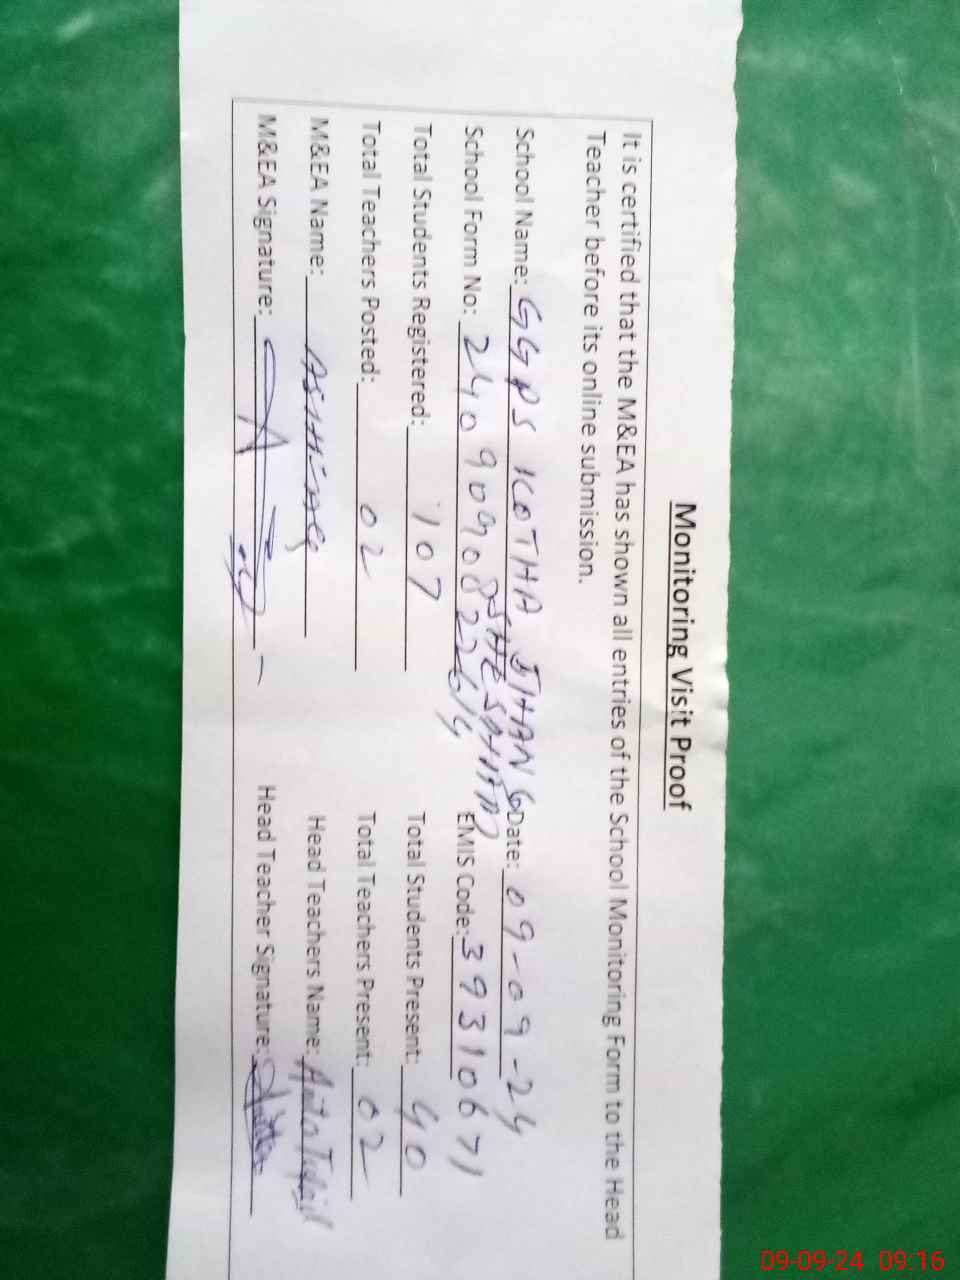 Monitoring Visit Proof
It is certified that the M&EA has shown all entries of the School Monitoring Form to the Head
Teacher before its online submission.
School Name: GGPS KOTHA JHANG SHESHAM Date: 09-09-24
School Form No: 2409090822614 EMIS Code: 39310671
Total Students Registered: 107 Total Students Present: 40
Total Teachers Posted: 02 Total Teachers Present: 02
M&EA Name: Head Teachers Name:
M&EA Signature: Head Teacher Signature:
09-09-24 09:16